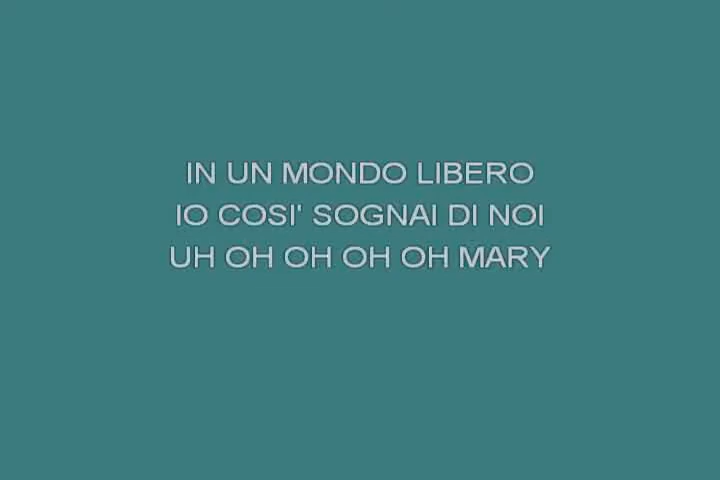 IN UN MONDO LIBERO
IO COSI' SOGNAI DI NOI
UH OH OH OH OH MARY